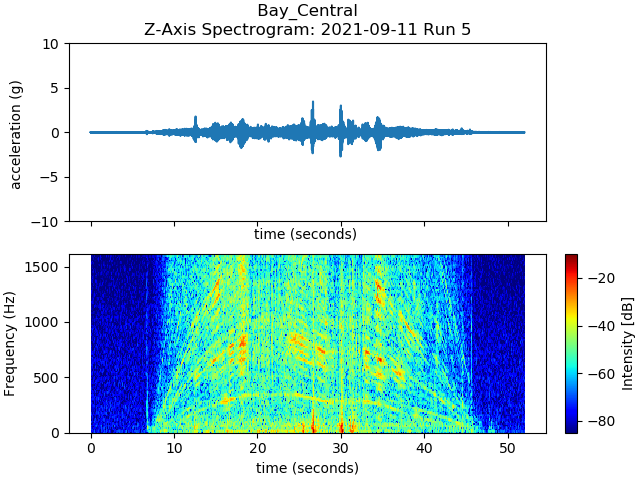 Bay_Central
Z-Axis Spectrogram: 2021-09-11 Run 5
10
5
0
−5
−10
acceleration (g)
time (seconds)
1500
1000
500
0
Frequency (Hz)
0 10 20 30 40 50
time (seconds)
−20
−40
−60
−80
Intensity [dB]